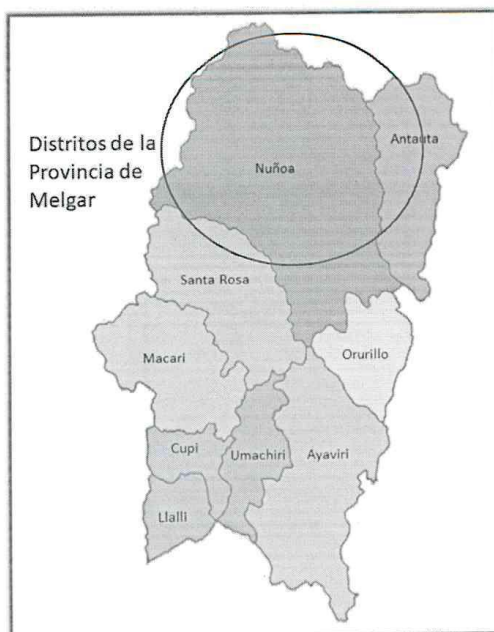 Distritos de la
Provincia de
Melgar
Nuñoa
Antauta
Santa Rosa
Orurillo
Macari
Cupi
Umachiri
Ayaviri
Llalli